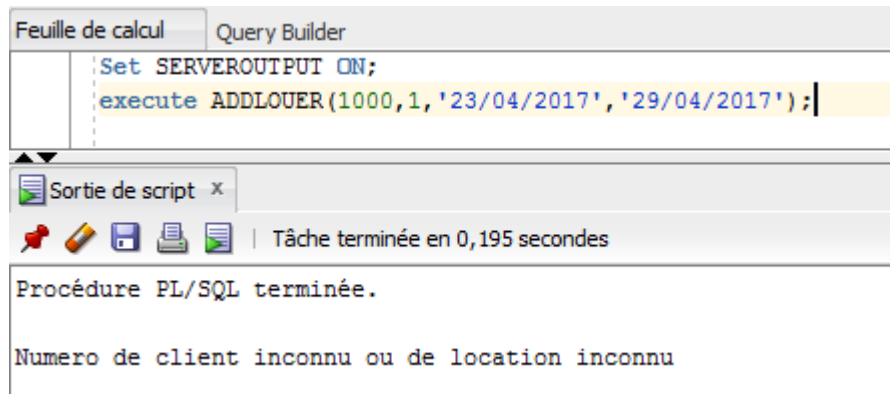 Feuille de calcul Query Builder
Set SERVEROUTPUT ON;
execute ADDLOUER(1000,1,'23/04/2017','29/04/2017');
Sortie de script x
Tâche terminée en 0,195 secondes
Procédure PL/SQL terminée.
Numero de client inconnu ou de location inconnu